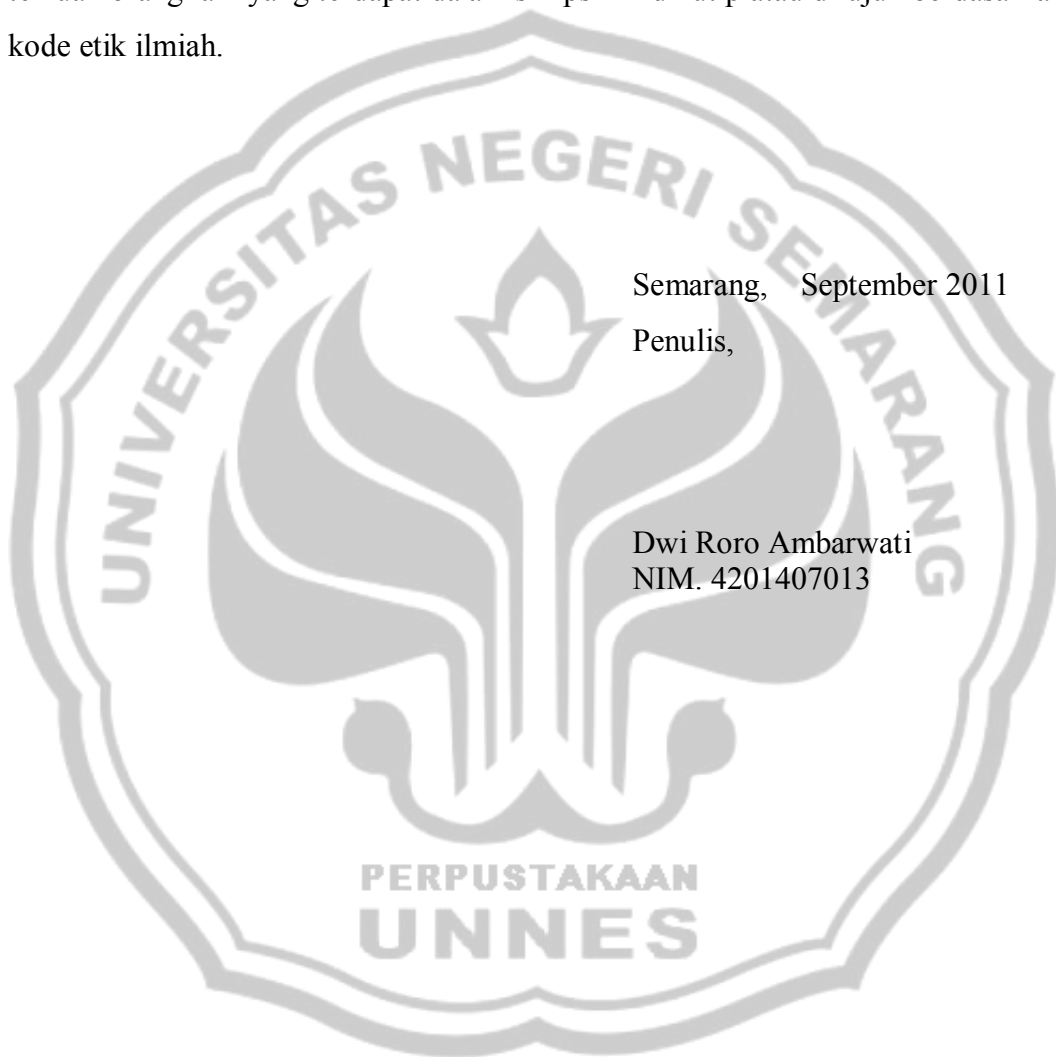 kode etik ilmiah.
UNIVERSITAS NEGERI SEMARANG
Semarang, September 2011
Penulis,
Dwi Roro Ambarwati
NIM. 4201407013
PERPUSTAKAAN
UNNES